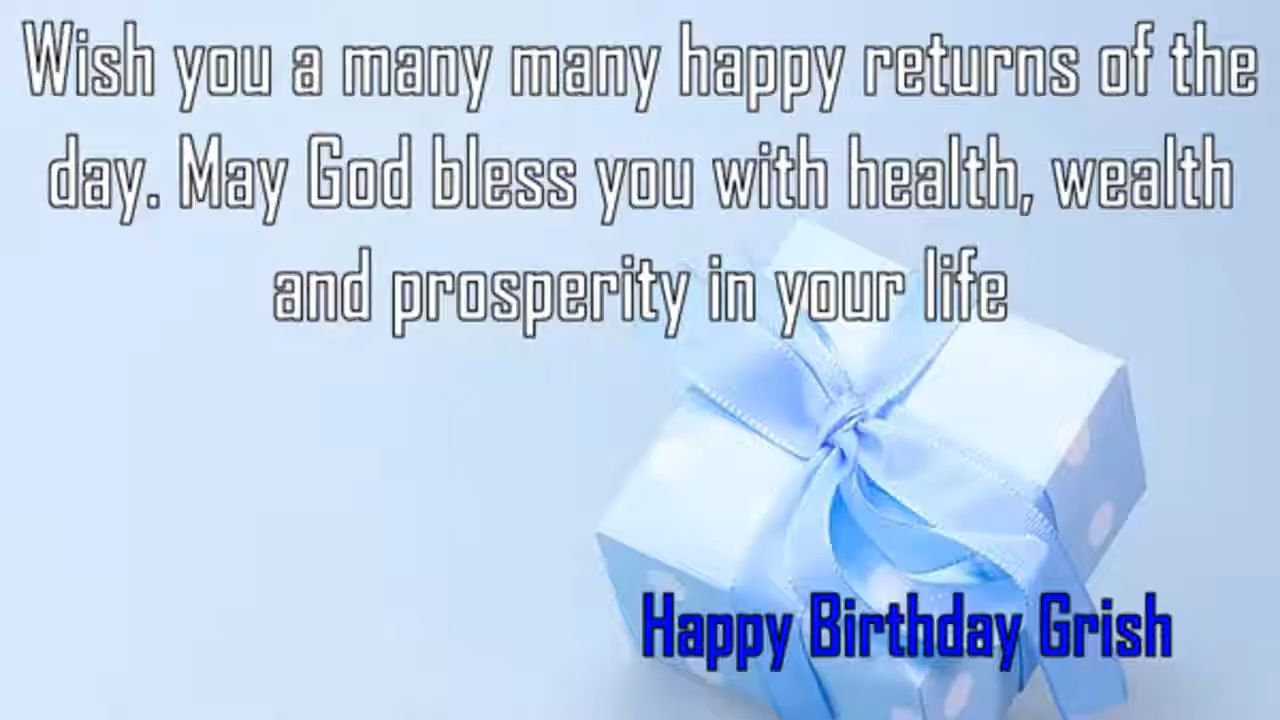 Wish you a many many happy returns of the
day. May God bless you with health, wealth
and prosperity in your life
Happy Birthday Grish